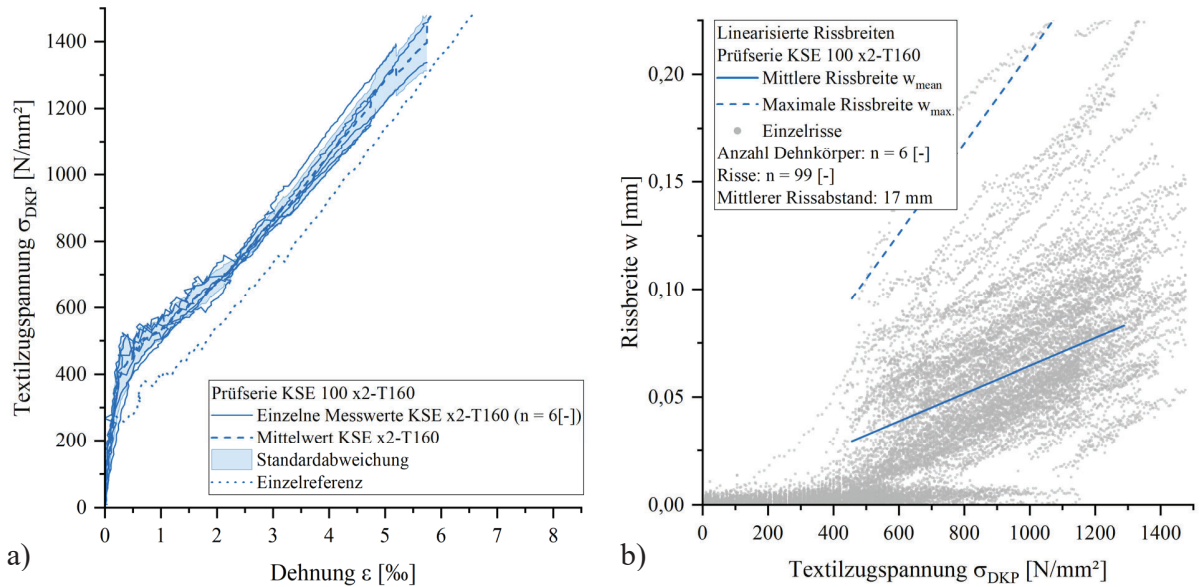 1400
1200
1000
800
600
400
200
0
Textilzugspannung σDKP [N/mm²]
Prüfserie KSE 100 x2-T160
Einzelne Messwerte KSE x2-T160 (n = 6[-])
Mittelwert KSE x2-T160
Standardabweichung
Einzelreferenz
0 1 2 3 4 5 6 7 8
Dehnung ε [‰]
a)
0,20
0,15
0,10
0,05
0,00
Rissbreite w [mm]
Linearisierte Rissbreiten
Prüfserie KSE 100 x2-T160
Mittlere Rissbreite wmean
Maximale Rissbreite wmax.
Einzelrisse
Anzahl Dehnkörper: n = 6 [-]
Risse: n = 99 [-]
Mittlerer Rissabstand: 17 mm
0 200 400 600 800 1000 1200 1400
Textilzugspannung σDKP [N/mm²]
b)